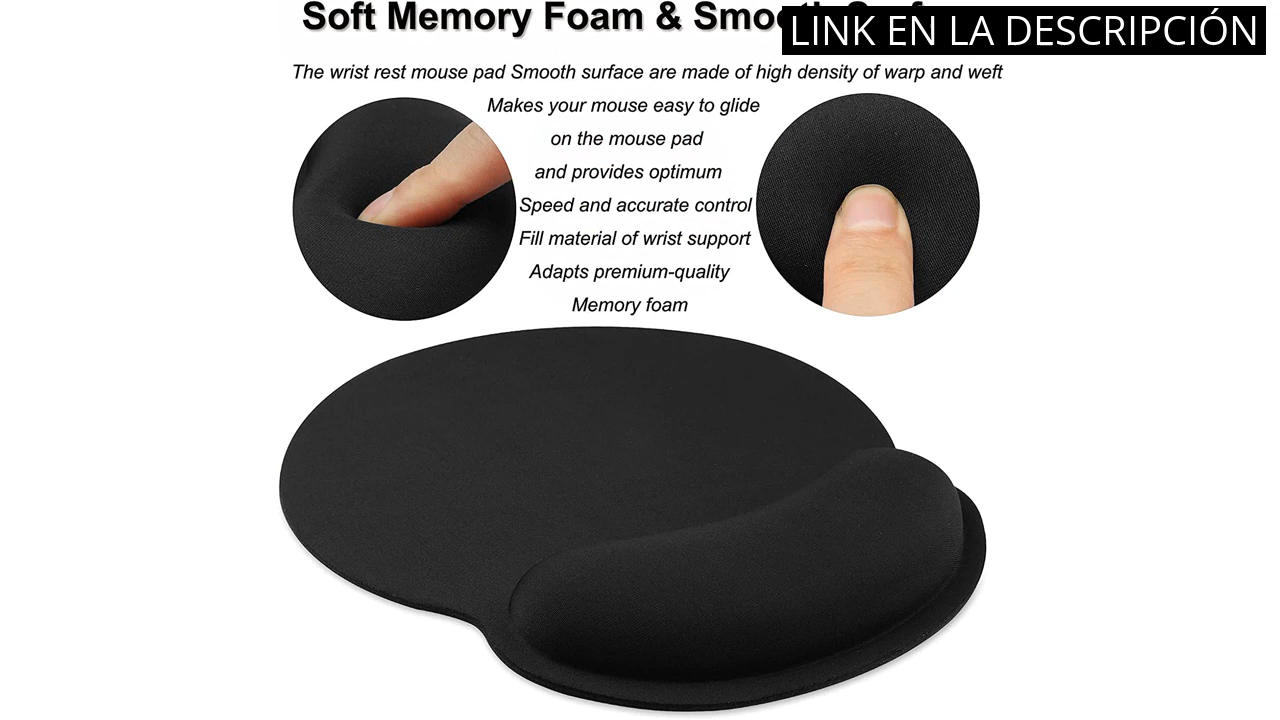 Soft Memory Foam & Smooth
LINK EN LA DESCRIPCIÓN
The wrist rest mouse pad Smooth surface are made of high density of warp and weft
Makes your mouse easy to glide
on the mouse pad
and provides optimum
Speed and accurate control
Fill material of wrist support
Adapts premium-quality
Memory foam